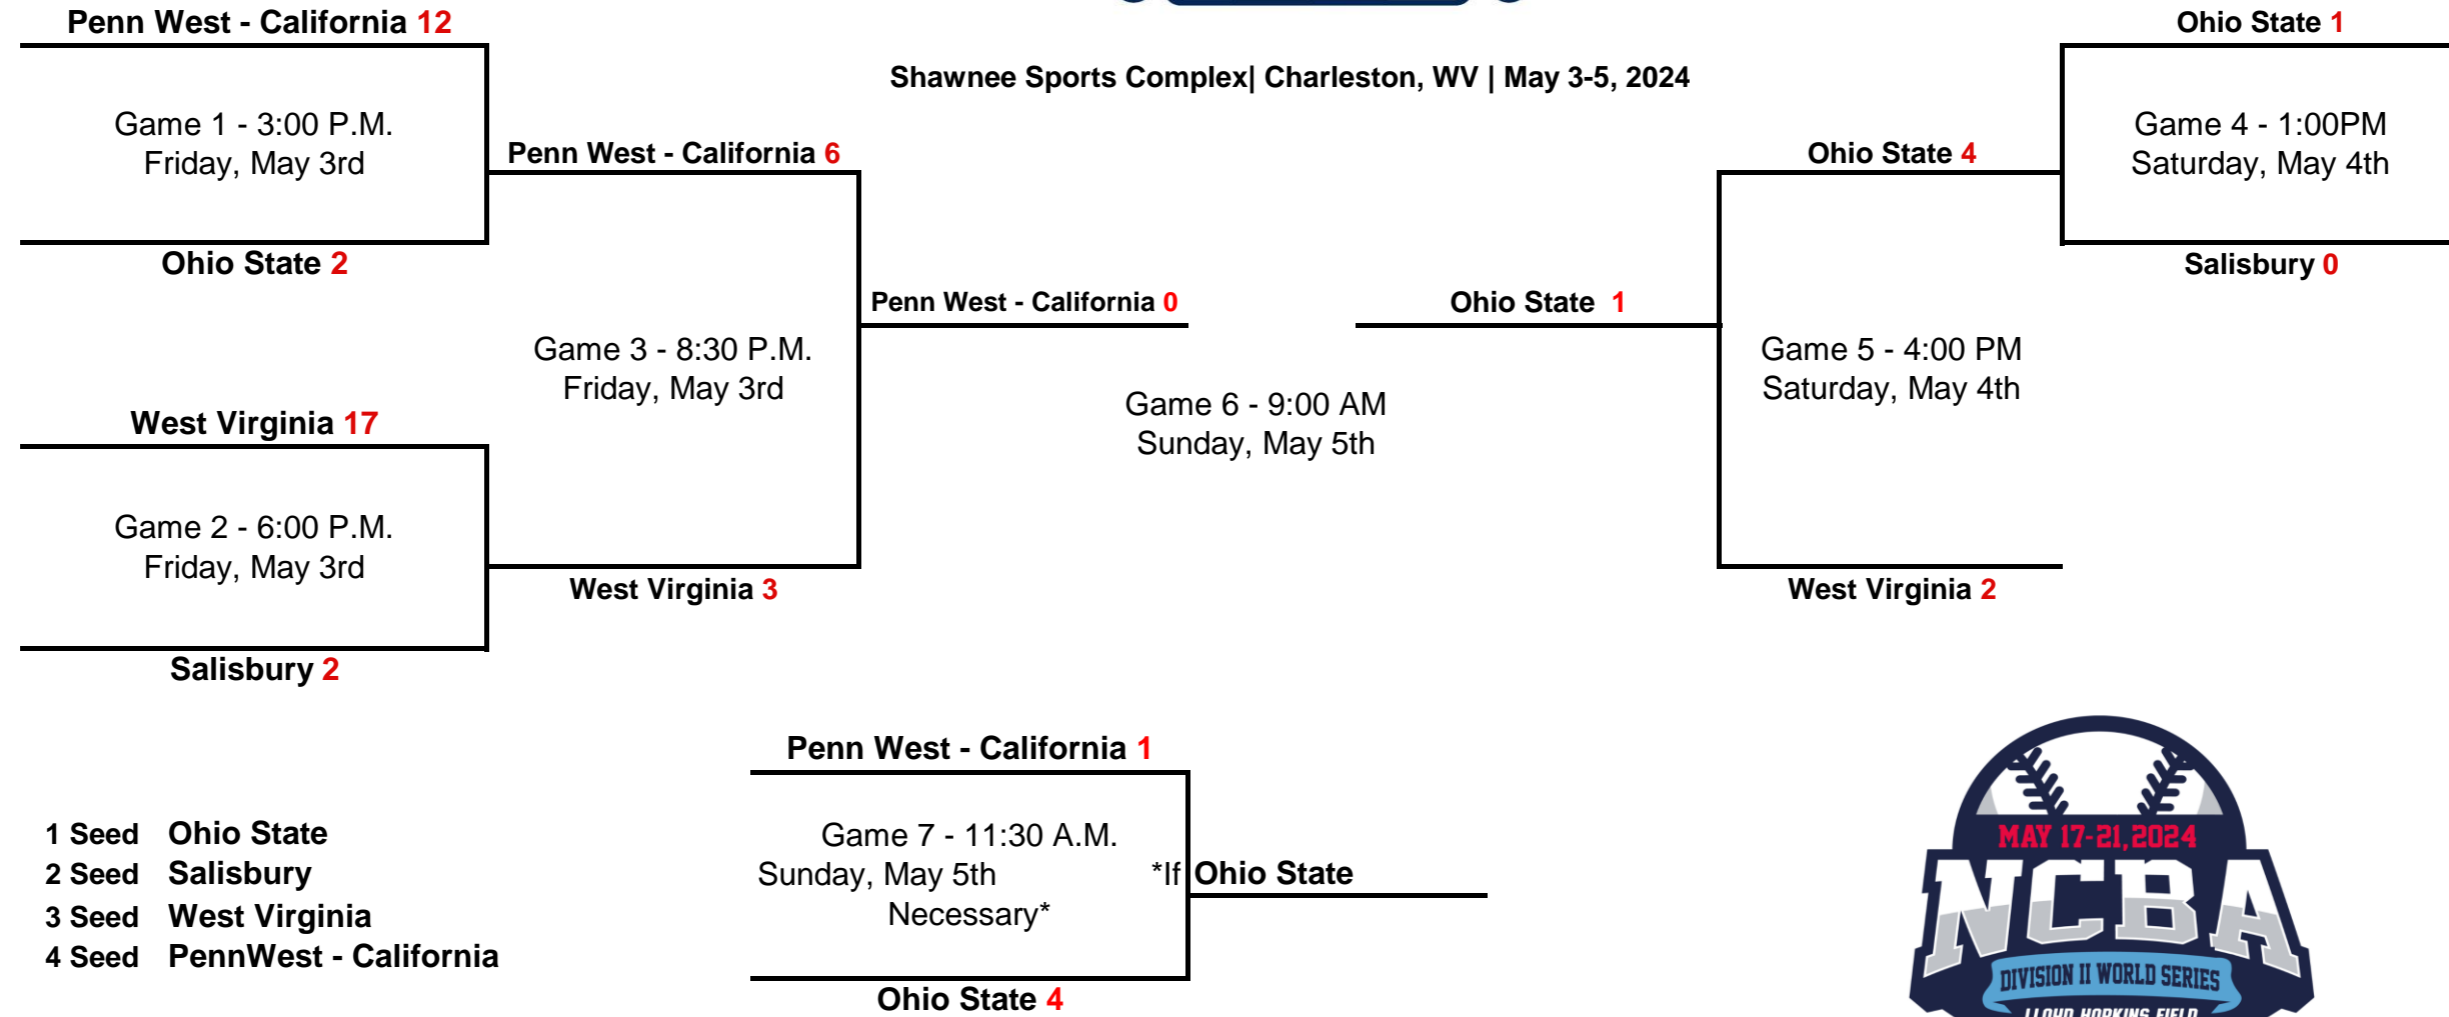 Penn West - California 12
Ohio State 1
Shawnee Sports Complex| Charleston, WV | May 3-5, 2024
Game 1 - 3:00 P.M.
Friday, May 3rd
Game 4 - 1:00PM
Saturday, May 4th
Penn West - California 6
Ohio State 4
Ohio State 2
Salisbury 0
Penn West - California 0
Ohio State 1
Game 3 - 8:30 P.M.
Friday, May 3rd
Game 5 - 4:00 PM
Saturday, May 4th
Game 6 - 9:00 AM
Sunday, May 5th
West Virginia 17
Game 2 - 6:00 P.M.
Friday, May 3rd
West Virginia 3
West Virginia 2
Salisbury 2
Penn West - California 1
Game 7 - 11:30 A.M.
Sunday, May 5th *If
Necessary*
Ohio State
Ohio State 4
1 Seed Ohio State
2 Seed Salisbury
3 Seed West Virginia
4 Seed PennWest - California
MAY 17-21, 2024
NCBA
DIVISION II WORLD SERIES
LLOYD HOPKINS FIELD